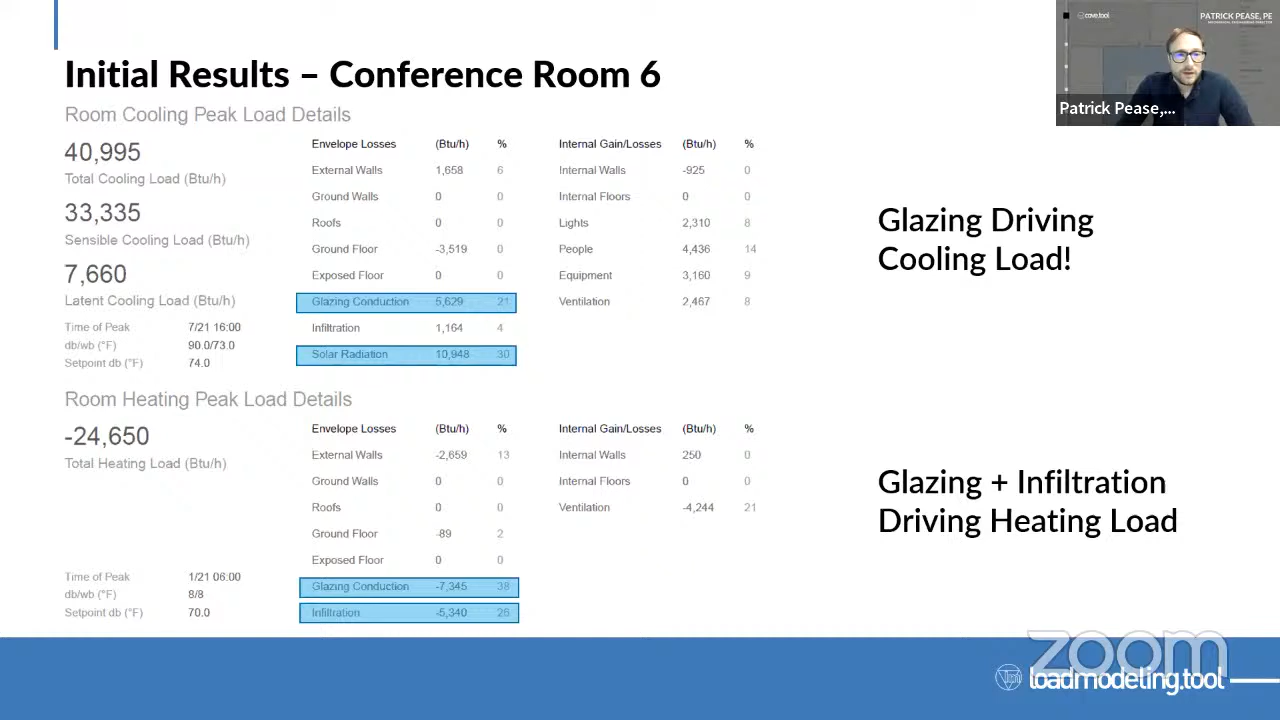 Initial Results – Conference Room 6
Room Cooling Peak Load Details
40,995
Total Cooling Load (Btu/h)
33,335
Sensible Cooling Load (Btu/h)
7,660
Latent Cooling Load (Btu/h)
Time of Peak 7/21 16:00
db/wb (°F) 90.0/73.0
Setpoint db (°F) 74.0
Envelope Losses (Btu/h) %
External Walls 1,658 6
Ground Walls 0 0
Roofs 0 0
Ground Floor -3,519 0
Exposed Floor 0 0
Glazing Conduction 5,629 21
Infiltration 1,164 4
Solar Radiation 10,948 30
Internal Gain/Losses (Btu/h) %
Internal Walls -925 0
Internal Floors 0 0
Lights 2,310 8
People 4,436 14
Equipment 3,160 9
Ventilation 2,467 8
Glazing Driving
Cooling Load!
Room Heating Peak Load Details
-24,650
Total Heating Load (Btu/h)
Time of Peak 1/21 06:00
db/wb (°F) 8/8
Setpoint db (°F) 70.0
Envelope Losses (Btu/h) %
External Walls -2,659 13
Ground Walls 0 0
Roofs 0 0
Ground Floor -89 2
Exposed Floor 0 0
Glazing Conduction -7,345 38
Infiltration -5,340 26
Internal Gain/Losses (Btu/h) %
Internal Walls 250 0
Internal Floors 0 0
Ventilation -4,244 21
Glazing + Infiltration
Driving Heating Load
cove.tool
PATRICK PEASE, PE
Patrick Pease,...
zoom
loadmodeling.tool